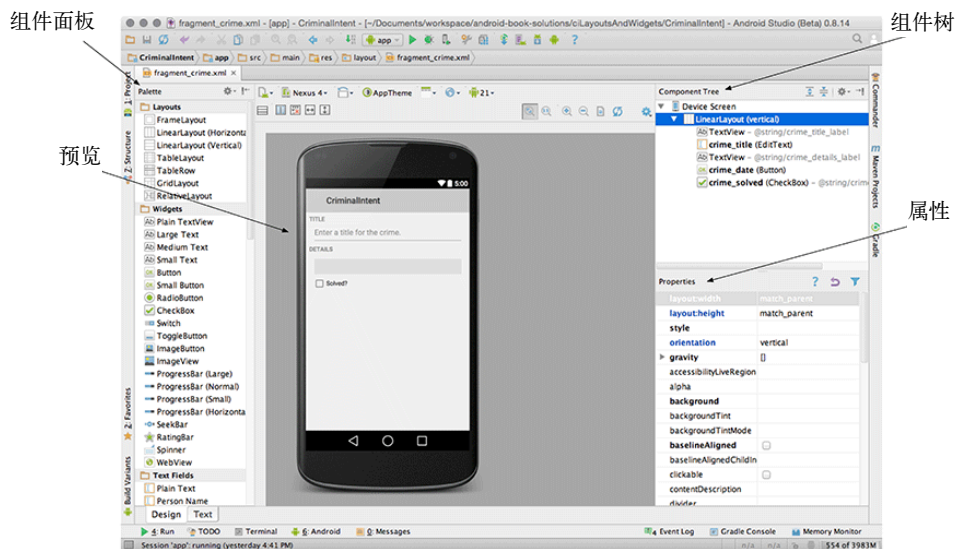 组件面板
组件树
预览
属性
fragment_crime.xml - [app] - CriminalIntent - [~/Documents/workspace/android-book-solutions/ciLayoutsAndWidgets/CriminalIntent] - Android Studio (Beta) 0.8.14
app
CriminalIntent app src main res layout fragment_crime.xml
fragment_crime.xml
1: Project
Z: Structure
2: Favorites
Build Variants
Palette
Layouts
FrameLayout
LinearLayout (Horizonta
LinearLayout (Vertical)
TableLayout
TableRow
GridLayout
RelativeLayout
Widgets
Plain TextView
Large Text
Medium Text
Small Text
Button
Small Button
RadioButton
CheckBox
Switch
ToggleButton
ImageButton
ImageView
ProgressBar (Large)
ProgressBar (Normal)
ProgressBar (Small)
ProgressBar (Horizonta
SeekBar
RatingBar
Spinner
WebView
Text Fields
Plain Text
Person Name
Design Text
Nexus 4 AppTheme 21
5:00
CriminalIntent
TITLE
Enter a title for the crime.
DETAILS
Solved?
Component Tree
Device Screen
LinearLayout (vertical)
Ab TextView - @string/crime_title_label
crime_title (EditText)
Ab TextView - @string/crime_details_label
crime_date (Button)
crime_solved (CheckBox) - @string/crime
Properties
layout:width match_parent
layout:height match_parent
style
orientation vertical
gravity []
accessibilityLiveRegion
alpha
background
backgroundTint
backgroundTintMode
baselineAligned
baselineAlignedChildIn
clickable
contentDescription
divider
Commander
Maven Projects
Gradle
4: Run TODO Terminal 6: Android 0: Messages Event Log Gradle Console Memory Monitor
Session 'app': running (yesterday 4:41 PM) n/a n/a 554 of 3983M